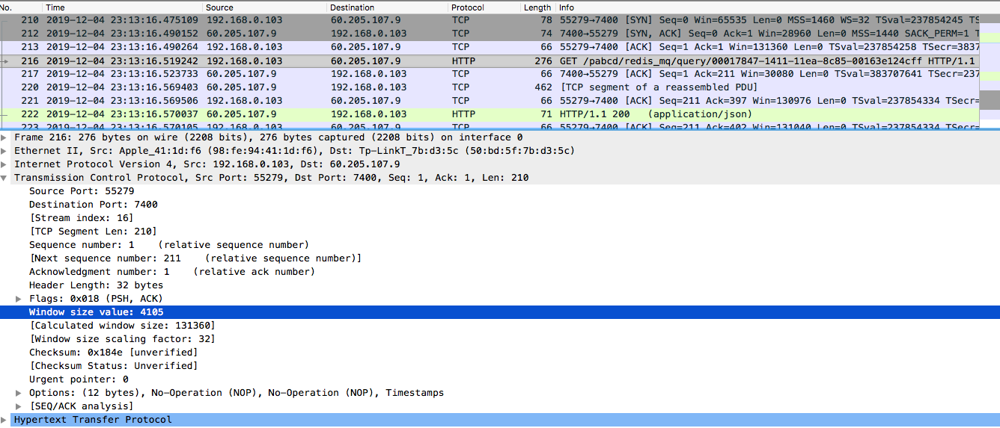 No. Time Source Destination Protocol Length Info
210 2019-12-04 23:13:16.475109 192.168.0.103 60.205.107.9 TCP 78 55279→7400 [SYN] Seq=0 Win=65535 Len=0 MSS=1460 WS=32 TSval=237854245 TS
212 2019-12-04 23:13:16.490152 60.205.107.9 192.168.0.103 TCP 74 7400→55279 [SYN, ACK] Seq=0 Ack=1 Win=28960 Len=0 MSS=1440 SACK_PERM=1 T
213 2019-12-04 23:13:16.490264 192.168.0.103 60.205.107.9 TCP 66 55279→7400 [ACK] Seq=1 Ack=1 Win=131360 Len=0 TSval=237854258 TSecr=3837
216 2019-12-04 23:13:16.519242 192.168.0.103 60.205.107.9 HTTP 276 GET /pabcd/redis_mq/query/00017847-1411-11ea-8c85-00163e124cff HTTP/1.1
217 2019-12-04 23:13:16.523733 60.205.107.9 192.168.0.103 TCP 66 7400→55279 [ACK] Seq=1 Ack=211 Win=30080 Len=0 TSval=383707641 TSecr=237
220 2019-12-04 23:13:16.569403 60.205.107.9 192.168.0.103 TCP 462 [TCP segment of a reassembled PDU]
221 2019-12-04 23:13:16.569506 192.168.0.103 60.205.107.9 TCP 66 55279→7400 [ACK] Seq=211 Ack=397 Win=130976 Len=0 TSval=237854334 TSecr=
222 2019-12-04 23:13:16.570037 60.205.107.9 192.168.0.103 HTTP 71 HTTP/1.1 200 (application/json)
223 2019-12-04 23:13:16.570105 192.168.0.103 60.205.107.9 TCP 66 55279→7400 [ACK] Seq=211 Ack=402 Win=131040 Len=0 TSval=237854334 TSecr=
Frame 216: 276 bytes on wire (2208 bits), 276 bytes captured (2208 bits) on interface 0
Ethernet II, Src: Apple_41:1d:f6 (98:fe:94:41:1d:f6), Dst: Tp-LinkT_7b:d3:5c (50:bd:5f:7b:d3:5c)
Internet Protocol Version 4, Src: 192.168.0.103, Dst: 60.205.107.9
Transmission Control Protocol, Src Port: 55279, Dst Port: 7400, Seq: 1, Ack: 1, Len: 210
Source Port: 55279
Destination Port: 7400
[Stream index: 16]
[TCP Segment Len: 210]
Sequence number: 1 (relative sequence number)
[Next sequence number: 211 (relative sequence number)]
Acknowledgment number: 1 (relative ack number)
Header Length: 32 bytes
Flags: 0x018 (PSH, ACK)
Window size value: 4105
[Calculated window size: 131360]
[Window size scaling factor: 32]
Checksum: 0x184e [unverified]
[Checksum Status: Unverified]
Urgent pointer: 0
Options: (12 bytes), No-Operation (NOP), No-Operation (NOP), Timestamps
[SEQ/ACK analysis]
Hypertext Transfer Protocol